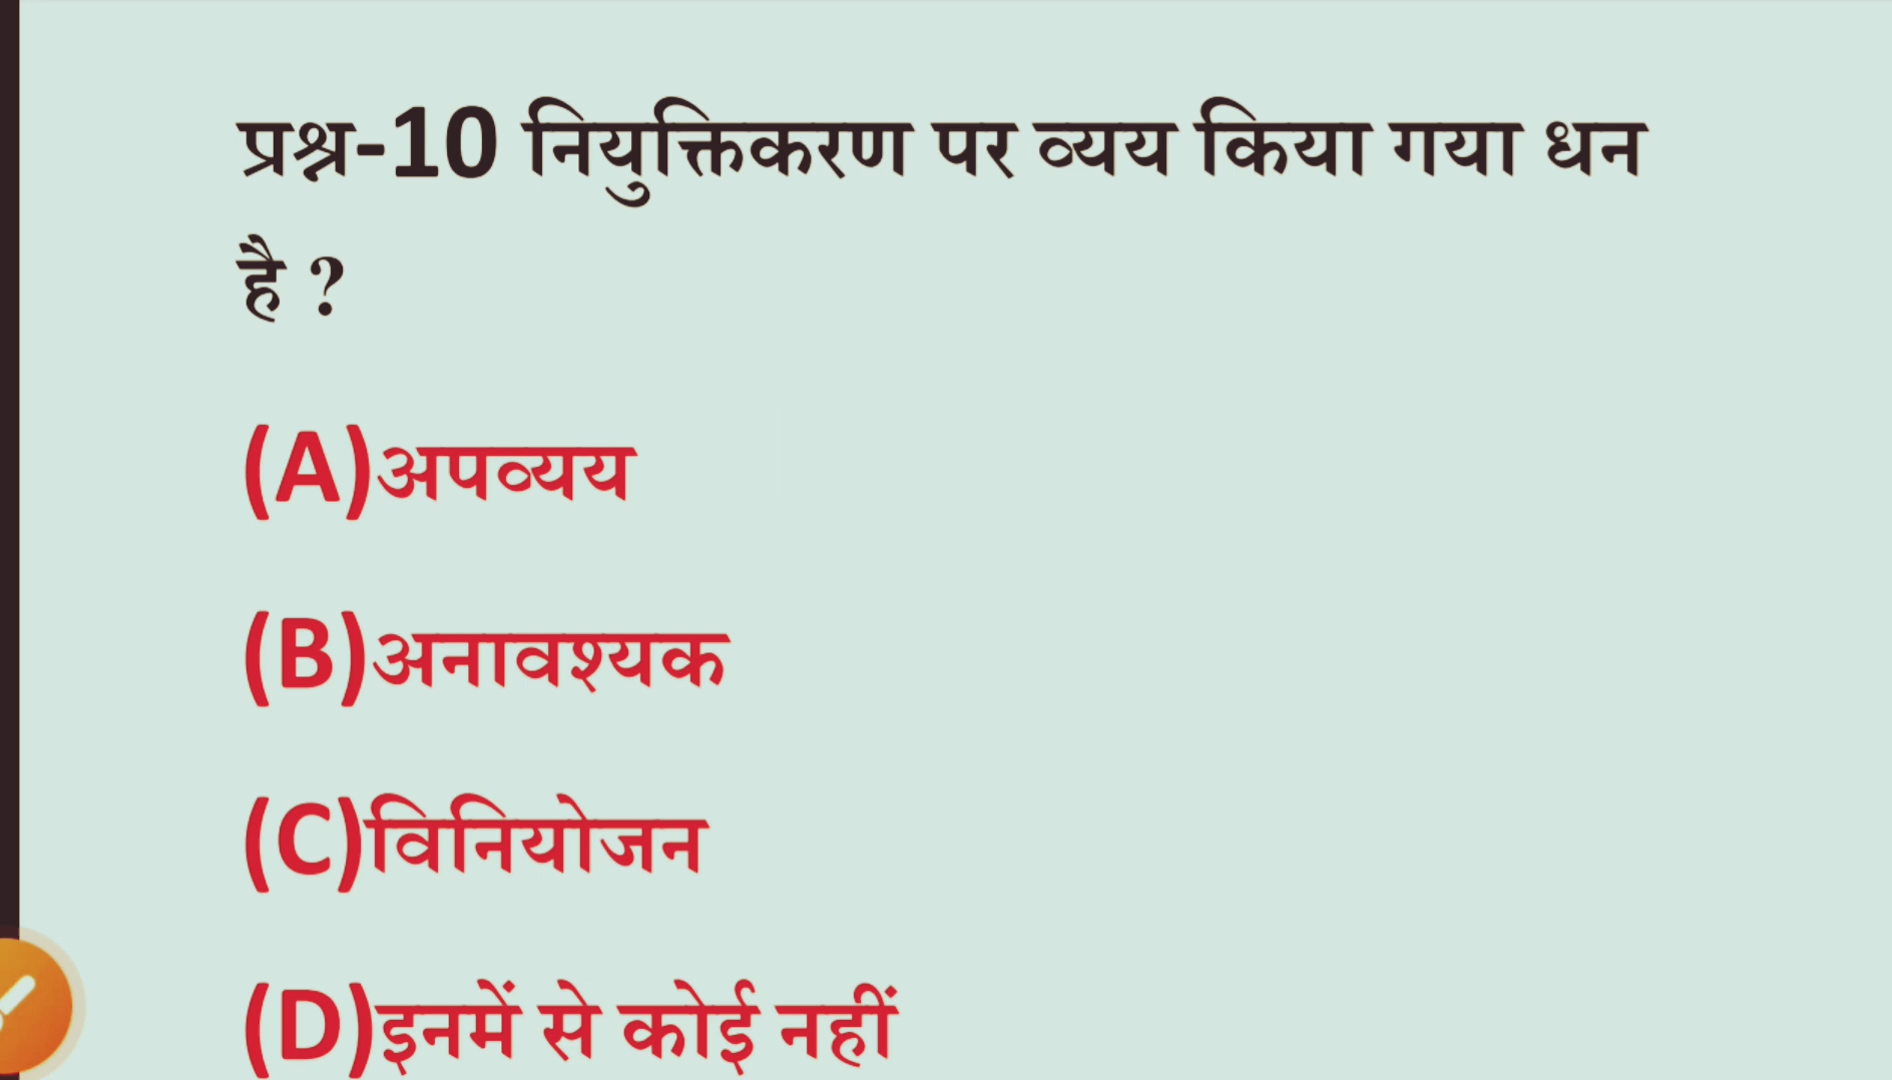 प्रश्न-10 नियुक्तिकरण पर व्यय किया गया धन
है ?
(A)अपव्यय
(B)अनावश्यक
(C)विनियोजन
(D)इनमें से कोई नहीं